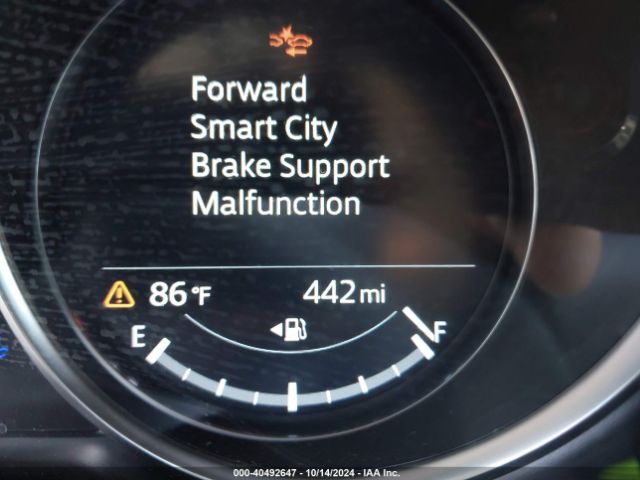 Forward
Smart City
Brake Support
Malfunction
86°F 442 mi
E F
000-40492647 - 10/14/2024 - IAA Inc.